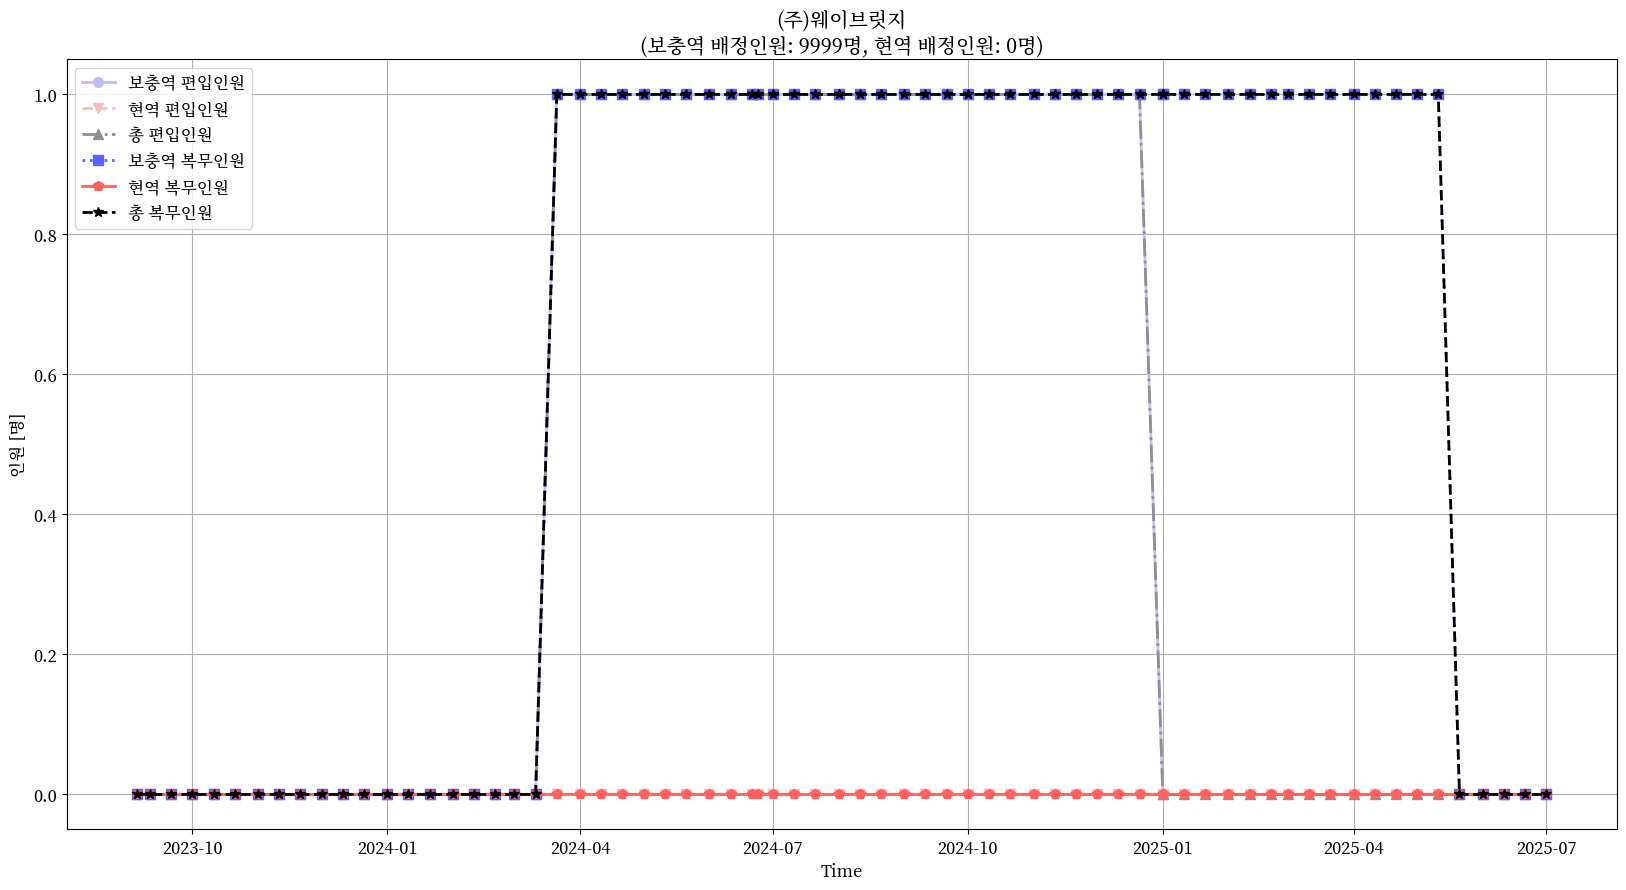 (주)웨이브릿지
(보충역 배정인원: 9999명, 현역 배정인원: 0명)
보충역 편입인원
현역 편입인원
총 편입인원
보충역 복무인원
현역 복무인원
총 복무인원
1.0
0.8
0.6
0.4
0.2
0.0
인원 [명]
2023-10 2024-01 2024-04 2024-07 2024-10 2025-01 2025-04 2025-07
Time